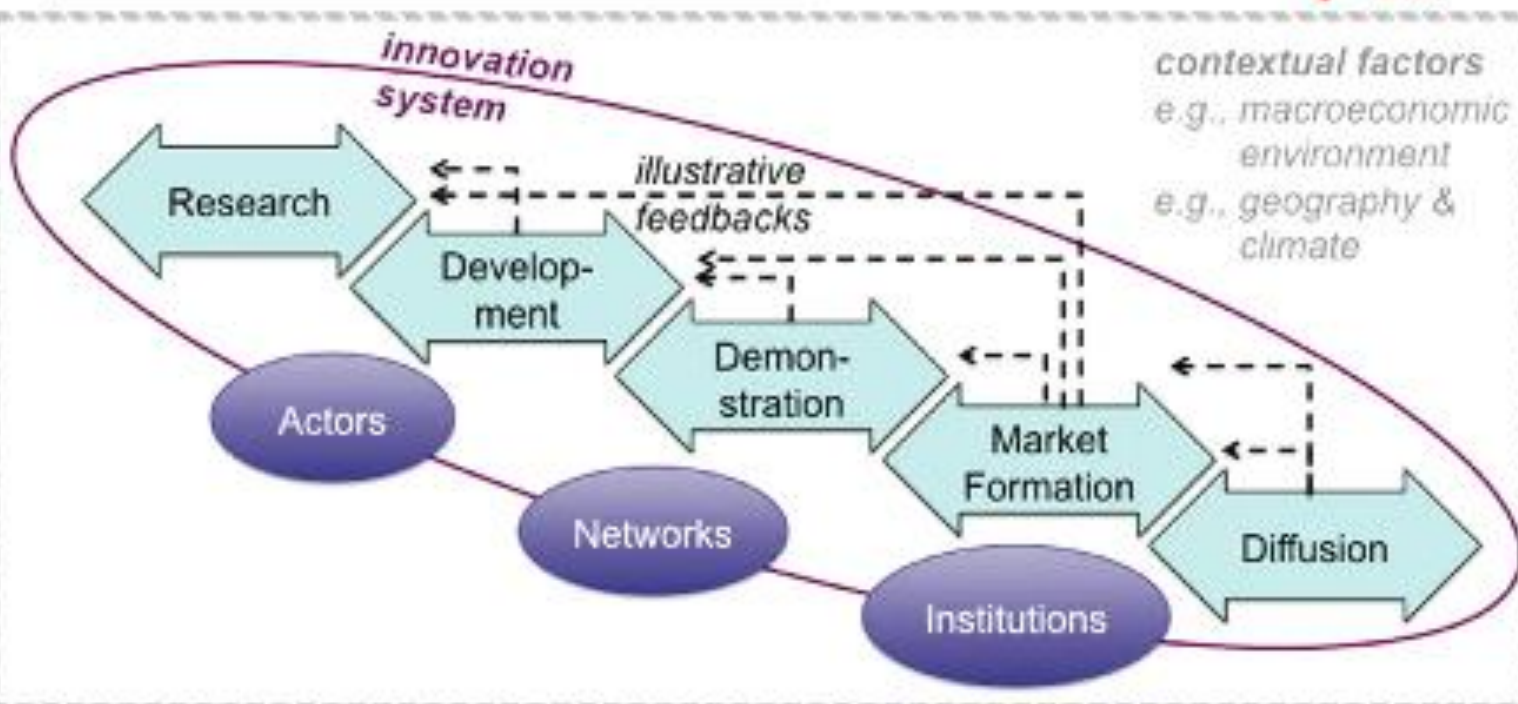 innovation
system
contextual factors
e.g., macroeconomic
environment
e.g., geography &
climate
illustrative
feedbacks
Research
Develop-
ment
Demon-
stration
Market
Formation
Diffusion
Actors
Networks
Institutions